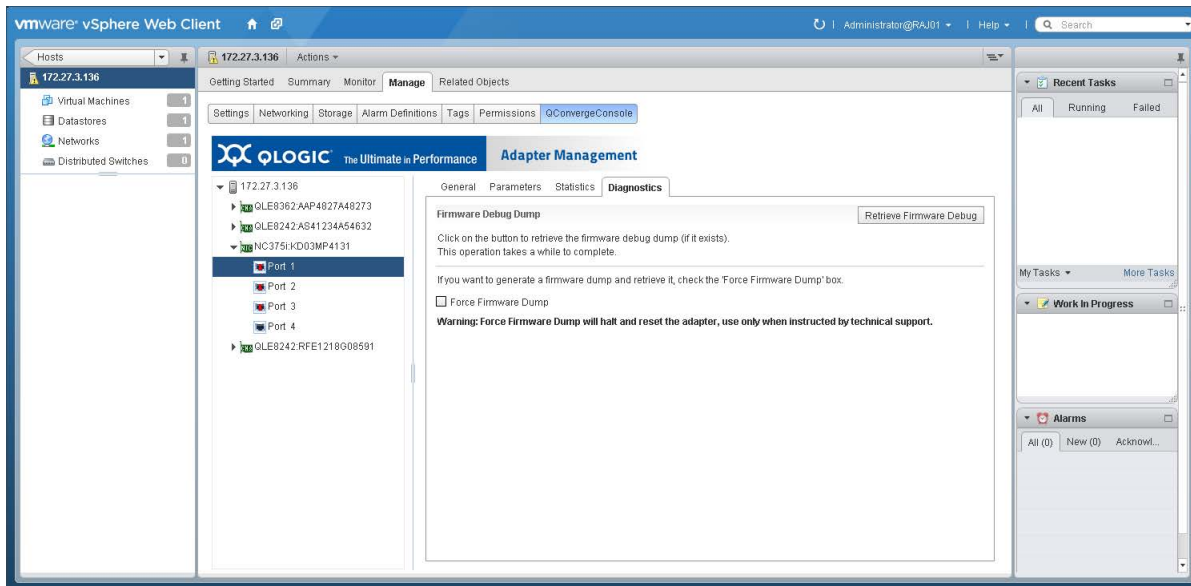 vmware® vSphere Web Client
Administrator@RAJ01 | Help | Search
Hosts
172.27.3.136
Virtual Machines 1
Datastores 1
Networks 1
Distributed Switches 0
172.27.3.136 Actions
Getting Started Summary Monitor Manage Related Objects
Settings Networking Storage Alarm Definitions Tags Permissions QConvergeConsole
QLOGIC The Ultimate in Performance Adapter Management
172.27.3.136
QLE8362:AAP4827A48273
QLE8242:AS41234A54632
NC375i:KD03MP4131
Port 1
Port 2
Port 3
Port 4
QLE8242:RFE1218G08591
General Parameters Statistics Diagnostics
Firmware Debug Dump
Retrieve Firmware Debug
Click on the button to retrieve the firmware debug dump (if it exists).
This operation takes a while to complete.
If you want to generate a firmware dump and retrieve it, check the 'Force Firmware Dump' box.
Force Firmware Dump
Warning: Force Firmware Dump will halt and reset the adapter, use only when instructed by technical support.
Recent Tasks
All Running Failed
My Tasks More Tasks
Work In Progress
Alarms
All (0) New (0) Acknowl...